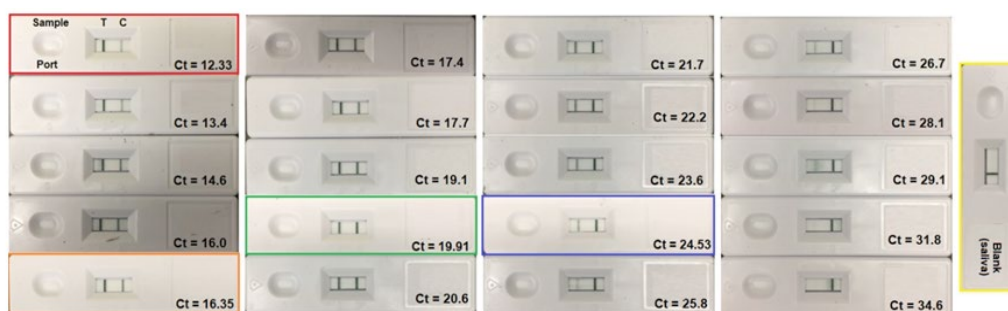 Sample
T C
Port
Ct = 12.33
Ct = 13.4
Ct = 14.6
Ct = 16.0
Ct = 16.35
Ct = 17.4
Ct = 17.7
Ct = 19.1
Ct = 19.91
Ct = 20.6
Ct = 21.7
Ct = 22.2
Ct = 23.6
Ct = 24.53
Ct = 25.8
Ct = 26.7
Ct = 28.1
Ct = 29.1
Ct = 31.8
Ct = 34.6
Blank
(saliva)